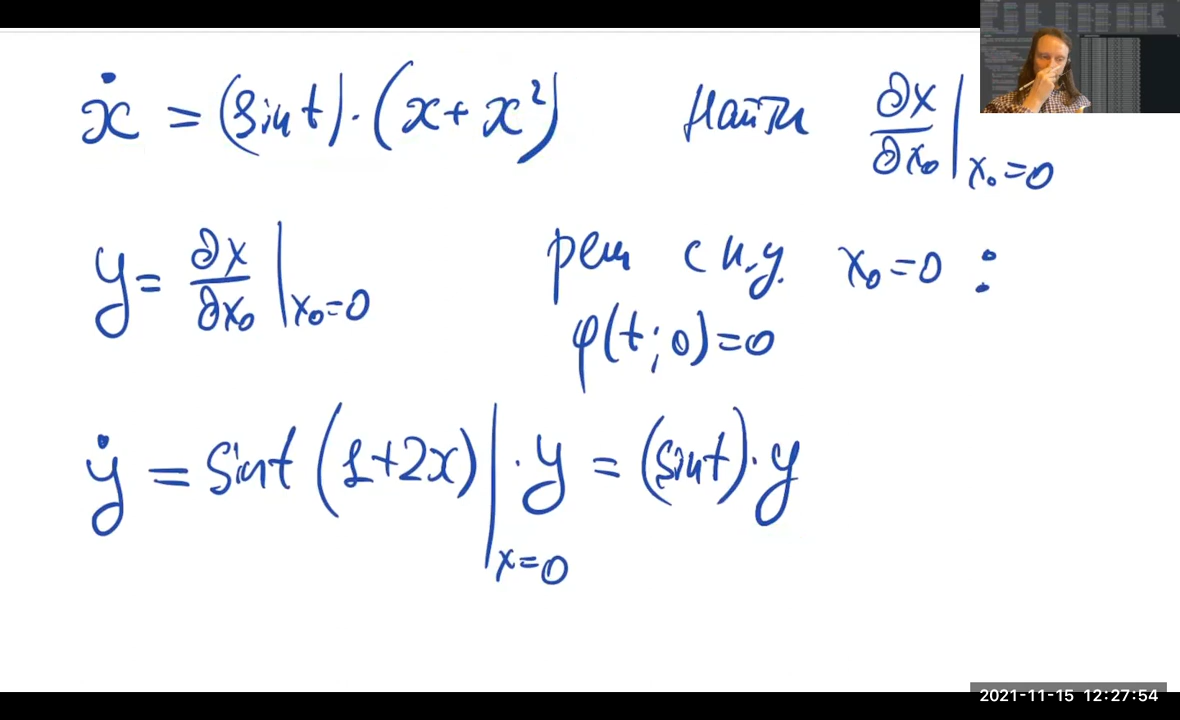 ẋ = (sin t)·(x + x²) Найти ∂x/∂x₀ |ₓ₀₌₀
y = ∂x/∂x₀ |ₓ₀₌₀ реш с н.у. x₀ = 0 :
φ(t; 0) = 0
ẏ = sin t (1 + 2x)|ₓ₌₀ · y = (sin t)· y
2021-11-15 12:27:54